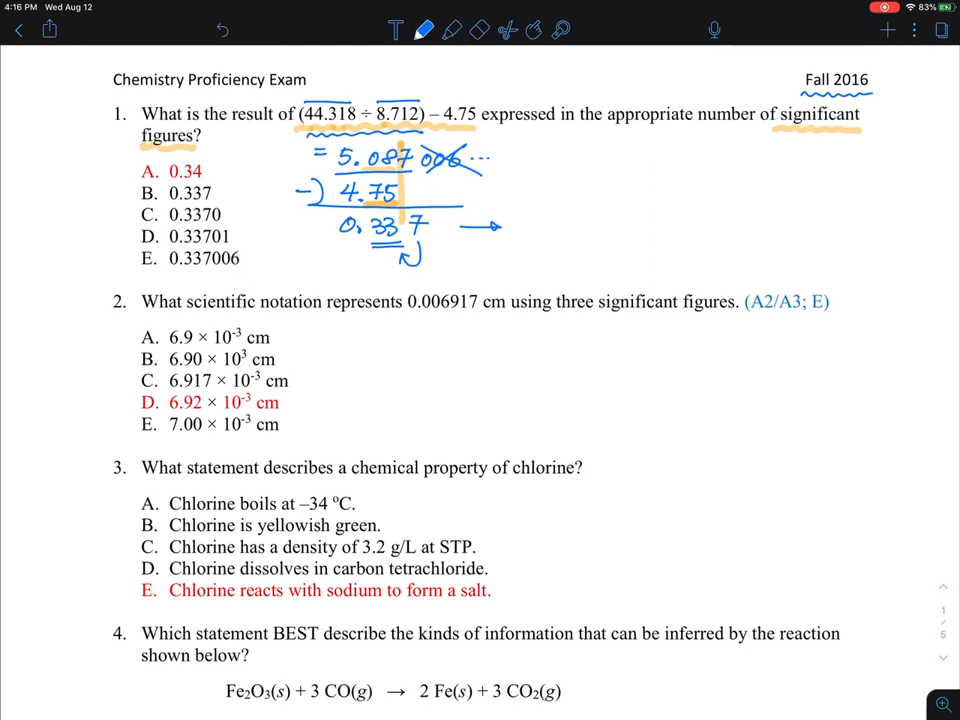 4:16 PM Wed Aug 12
83%
Chemistry Proficiency Exam
Fall 2016
1. What is the result of (44.318 ÷ 8.712) – 4.75 expressed in the appropriate number of significant
figures?
= 5.087 006 ...
A. 0.34
−) 4.75
B. 0.337
C. 0.3370
0.337 →
D. 0.33701
E. 0.337006
2. What scientific notation represents 0.006917 cm using three significant figures. (A2/A3; E)
A. 6.9 × 10⁻³ cm
B. 6.90 × 10³ cm
C. 6.917 × 10⁻³ cm
D. 6.92 × 10⁻³ cm
E. 7.00 × 10⁻³ cm
3. What statement describes a chemical property of chlorine?
A. Chlorine boils at –34 ºC.
B. Chlorine is yellowish green.
C. Chlorine has a density of 3.2 g/L at STP.
D. Chlorine dissolves in carbon tetrachloride.
E. Chlorine reacts with sodium to form a salt.
1
/
5
4. Which statement BEST describe the kinds of information that can be inferred by the reaction
shown below?
Fe₂O₃(s) + 3 CO(g) → 2 Fe(s) + 3 CO₂(g)